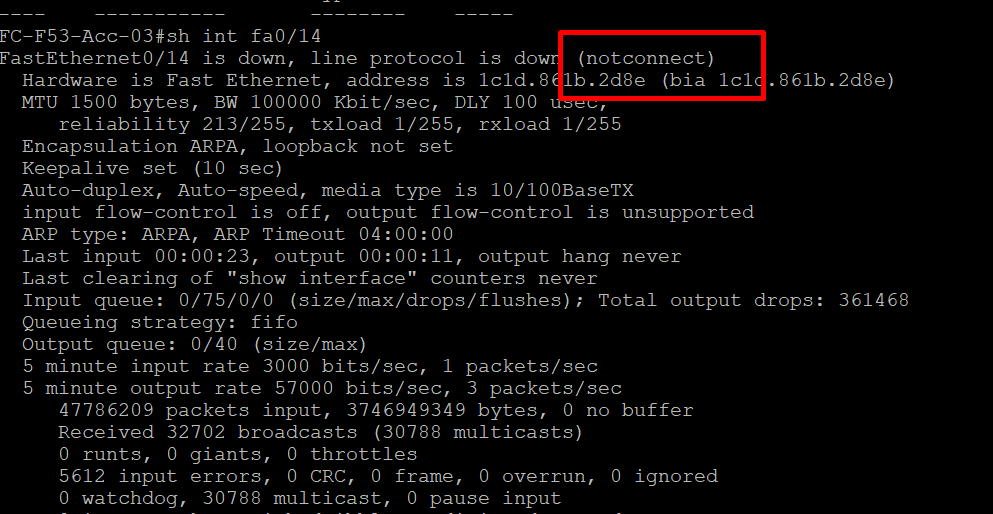 ----    -----------       --------    -----
FC-F53-Acc-03#sh int fa0/14
FastEthernet0/14 is down, line protocol is down (notconnect)
Hardware is Fast Ethernet, address is 1c1d.861b.2d8e (bia 1c1d.861b.2d8e)
MTU 1500 bytes, BW 100000 Kbit/sec, DLY 100 usec,
reliability 213/255, txload 1/255, rxload 1/255
Encapsulation ARPA, loopback not set
Keepalive set (10 sec)
Auto-duplex, Auto-speed, media type is 10/100BaseTX
input flow-control is off, output flow-control is unsupported
ARP type: ARPA, ARP Timeout 04:00:00
Last input 00:00:23, output 00:00:11, output hang never
Last clearing of "show interface" counters never
Input queue: 0/75/0/0 (size/max/drops/flushes); Total output drops: 361468
Queueing strategy: fifo
Output queue: 0/40 (size/max)
5 minute input rate 3000 bits/sec, 1 packets/sec
5 minute output rate 57000 bits/sec, 3 packets/sec
47786209 packets input, 3746949349 bytes, 0 no buffer
Received 32702 broadcasts (30788 multicasts)
0 runts, 0 giants, 0 throttles
5612 input errors, 0 CRC, 0 frame, 0 overrun, 0 ignored
0 watchdog, 30788 multicast, 0 pause input